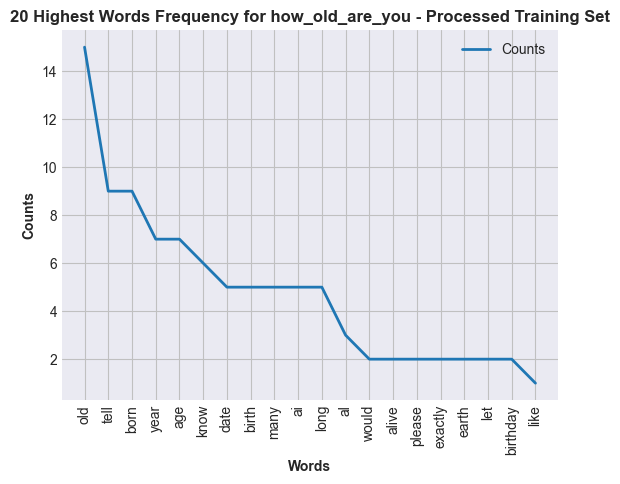 20 Highest Words Frequency for how_old_are_you - Processed Training Set
Counts
14
12
10
8
6
4
2
Counts
old
tell
born
year
age
know
date
birth
many
ai
long
al
would
alive
please
exactly
earth
let
birthday
like
Words